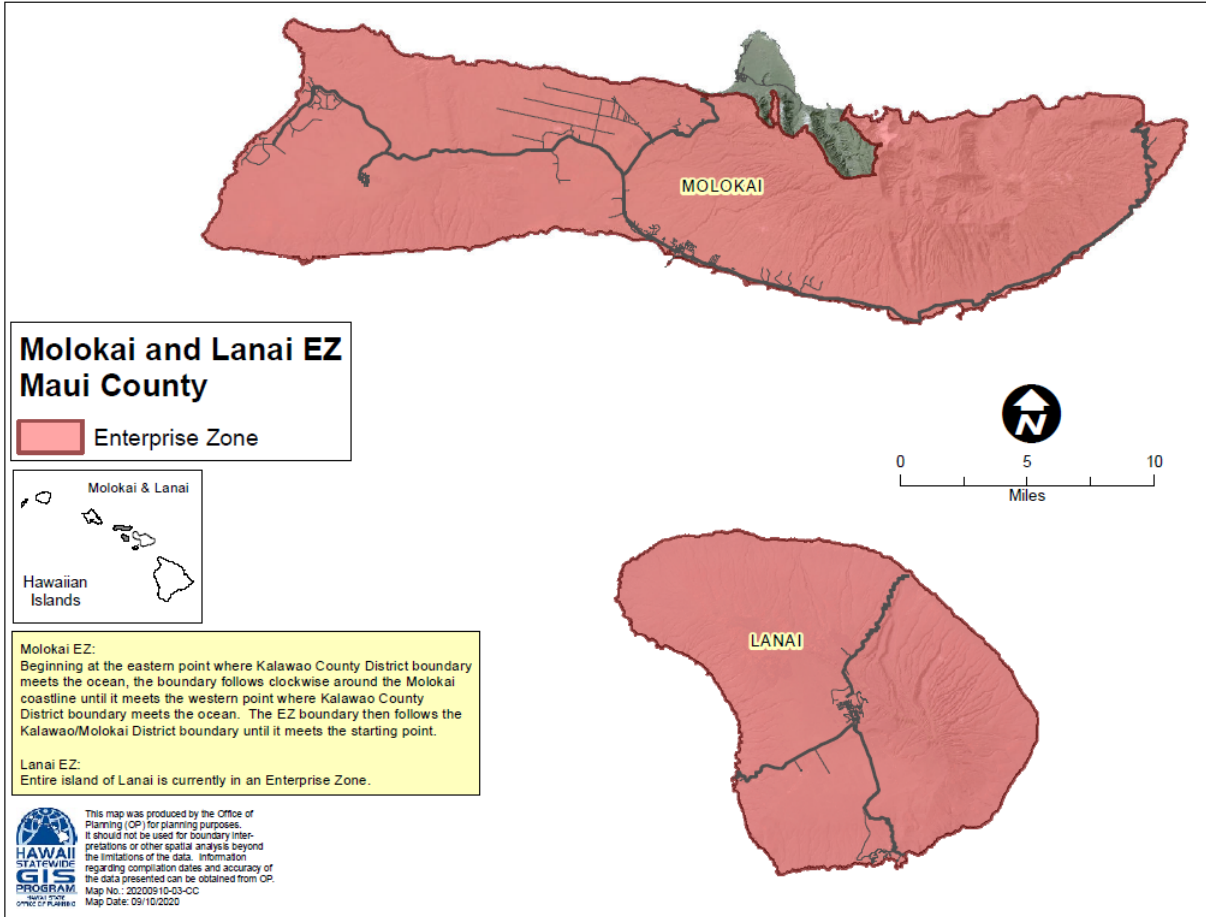 MOLOKAI
Molokai and Lanai EZ
Maui County
Enterprise Zone
N
0 5 10
Miles
Molokai & Lanai
Hawaiian
Islands
LANAI
Molokai EZ:
Beginning at the eastern point where Kalawao County District boundary
meets the ocean, the boundary follows clockwise around the Molokai
coastline until it meets the western point where Kalawao County
District boundary meets the ocean. The EZ boundary then follows the
Kalawao/Molokai District boundary until it meets the starting point.
Lanai EZ:
Entire island of Lanai is currently in an Enterprise Zone.
HAWAII
STATEWIDE
GIS
PROGRAM
HAWAII STATE
OFFICE OF PLANNING
This map was produced by the Office of
Planning (OP) for planning purposes.
It should not be used for boundary inter-
pretations or other spatial analysis beyond
the limitations of the data. Information
regarding compilation dates and accuracy of
the data presented can be obtained from OP.
Map No.: 20200910-03-CC
Map Date: 09/10/2020